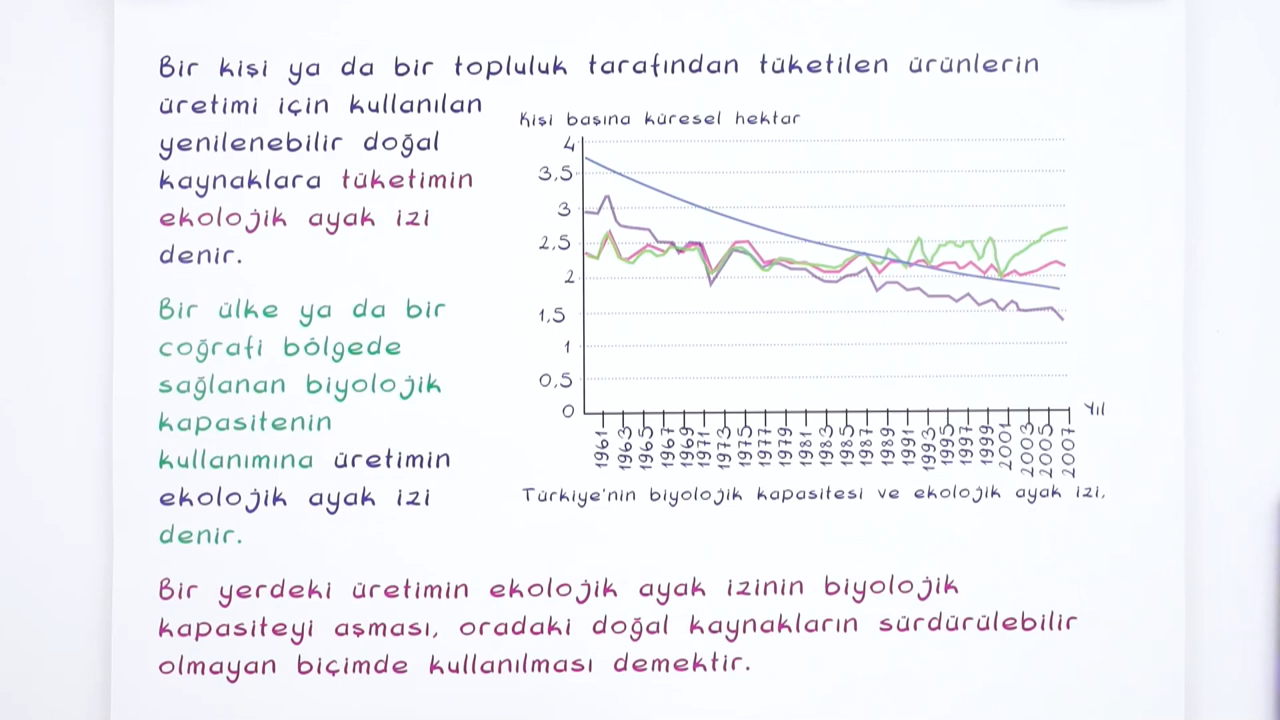 Bir kişi ya da bir topluluk tarafından tüketilen ürünlerin
üretimi için kullanılan
yenilenebilir doğal
kaynaklara tüketimin
ekolojik ayak izi
denir.
Bir ülke ya da bir
coğrafi bölgede
sağlanan biyolojik
kapasitenin
kullanımına üretimin
ekolojik ayak izi
denir.
Kişi başına küresel hektar
4
3,5
3
2,5
2
1,5
1
0,5
0
Yıl
1961
1963
1965
1967
1969
1971
1973
1975
1977
1979
1981
1983
1985
1987
1989
1991
1993
1995
1997
1999
2001
2003
2005
2007
Türkiye'nin biyolojik kapasitesi ve ekolojik ayak izi.
Bir yerdeki üretimin ekolojik ayak izinin biyolojik
kapasiteyi aşması, oradaki doğal kaynakların sürdürülebilir
olmayan biçimde kullanılması demektir.